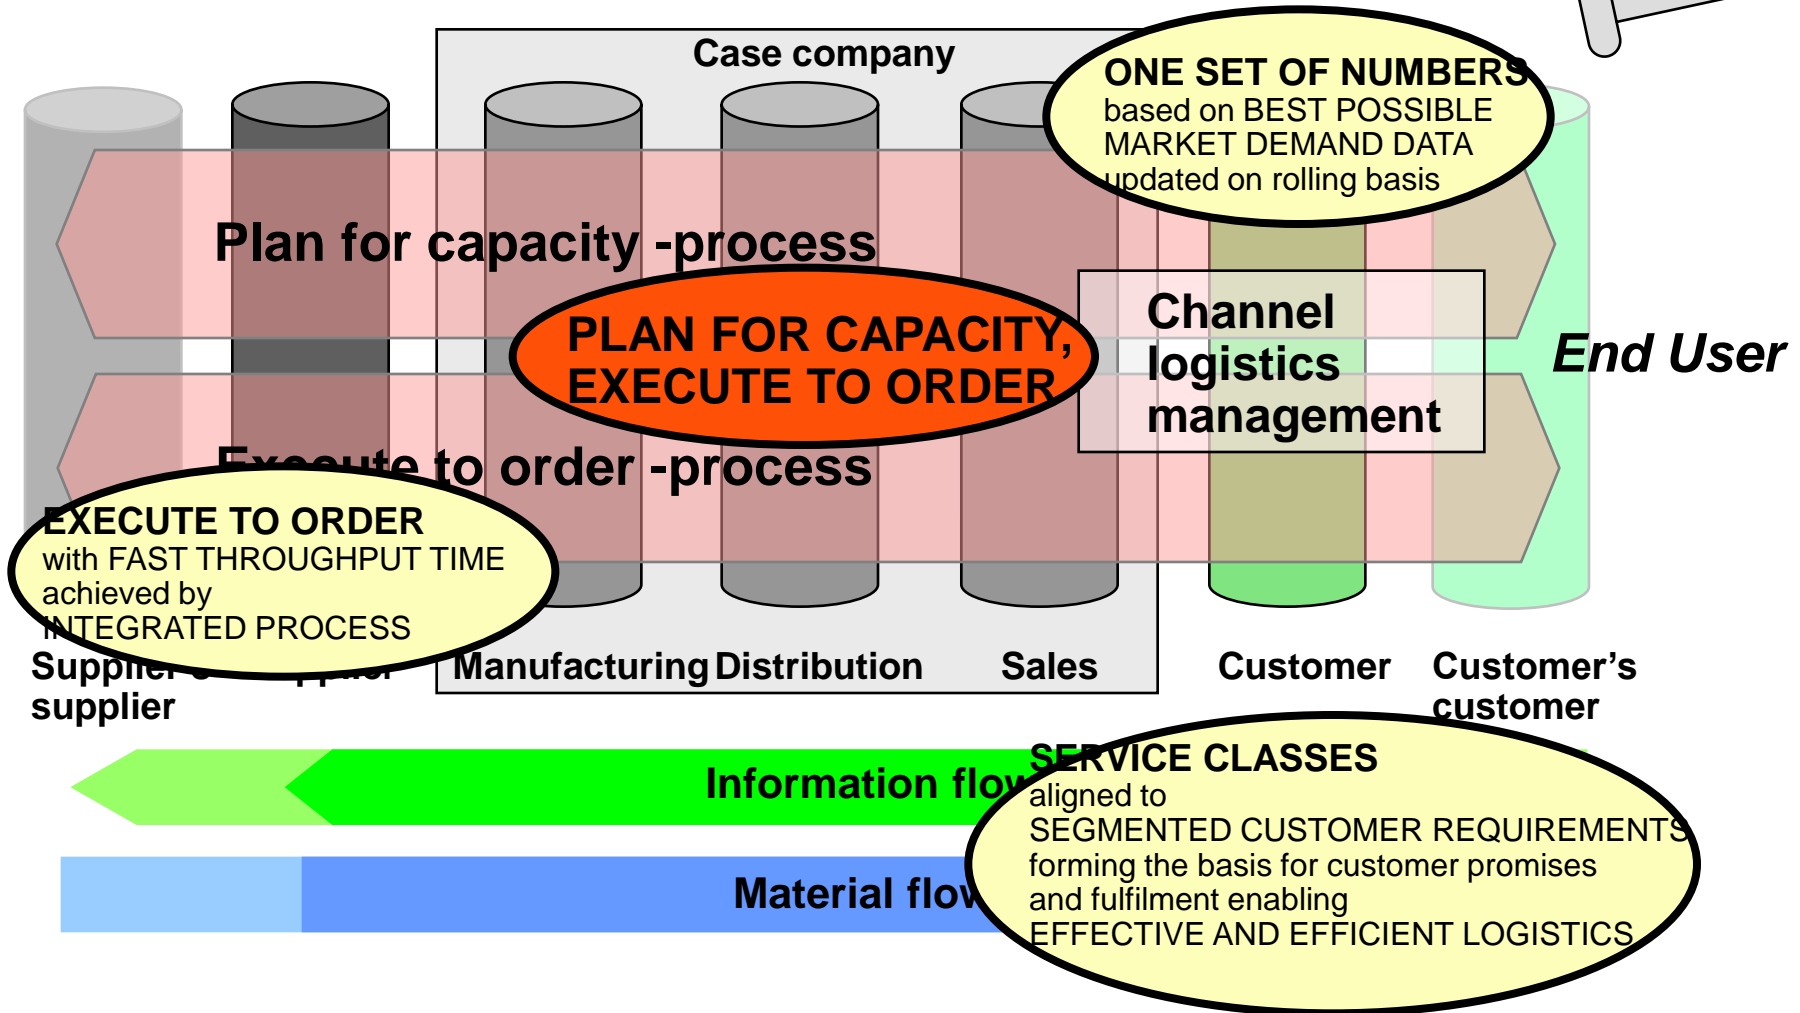 Case company
ONE SET OF NUMBERS
based on BEST POSSIBLE
MARKET DEMAND DATA
updated on rolling basis
Plan for capacity -process
PLAN FOR CAPACITY,
EXECUTE TO ORDER
Channel
logistics
management
End User
Execute to order -process
EXECUTE TO ORDER
with FAST THROUGHPUT TIME
achieved by
INTEGRATED PROCESS
supplier
Manufacturing
Distribution
Sales
Customer
Customer’s
customer
Information flow
Material flow
SERVICE CLASSES
aligned to
SEGMENTED CUSTOMER REQUIREMENTS
forming the basis for customer promises
and fulfilment enabling
EFFECTIVE AND EFFICIENT LOGISTICS